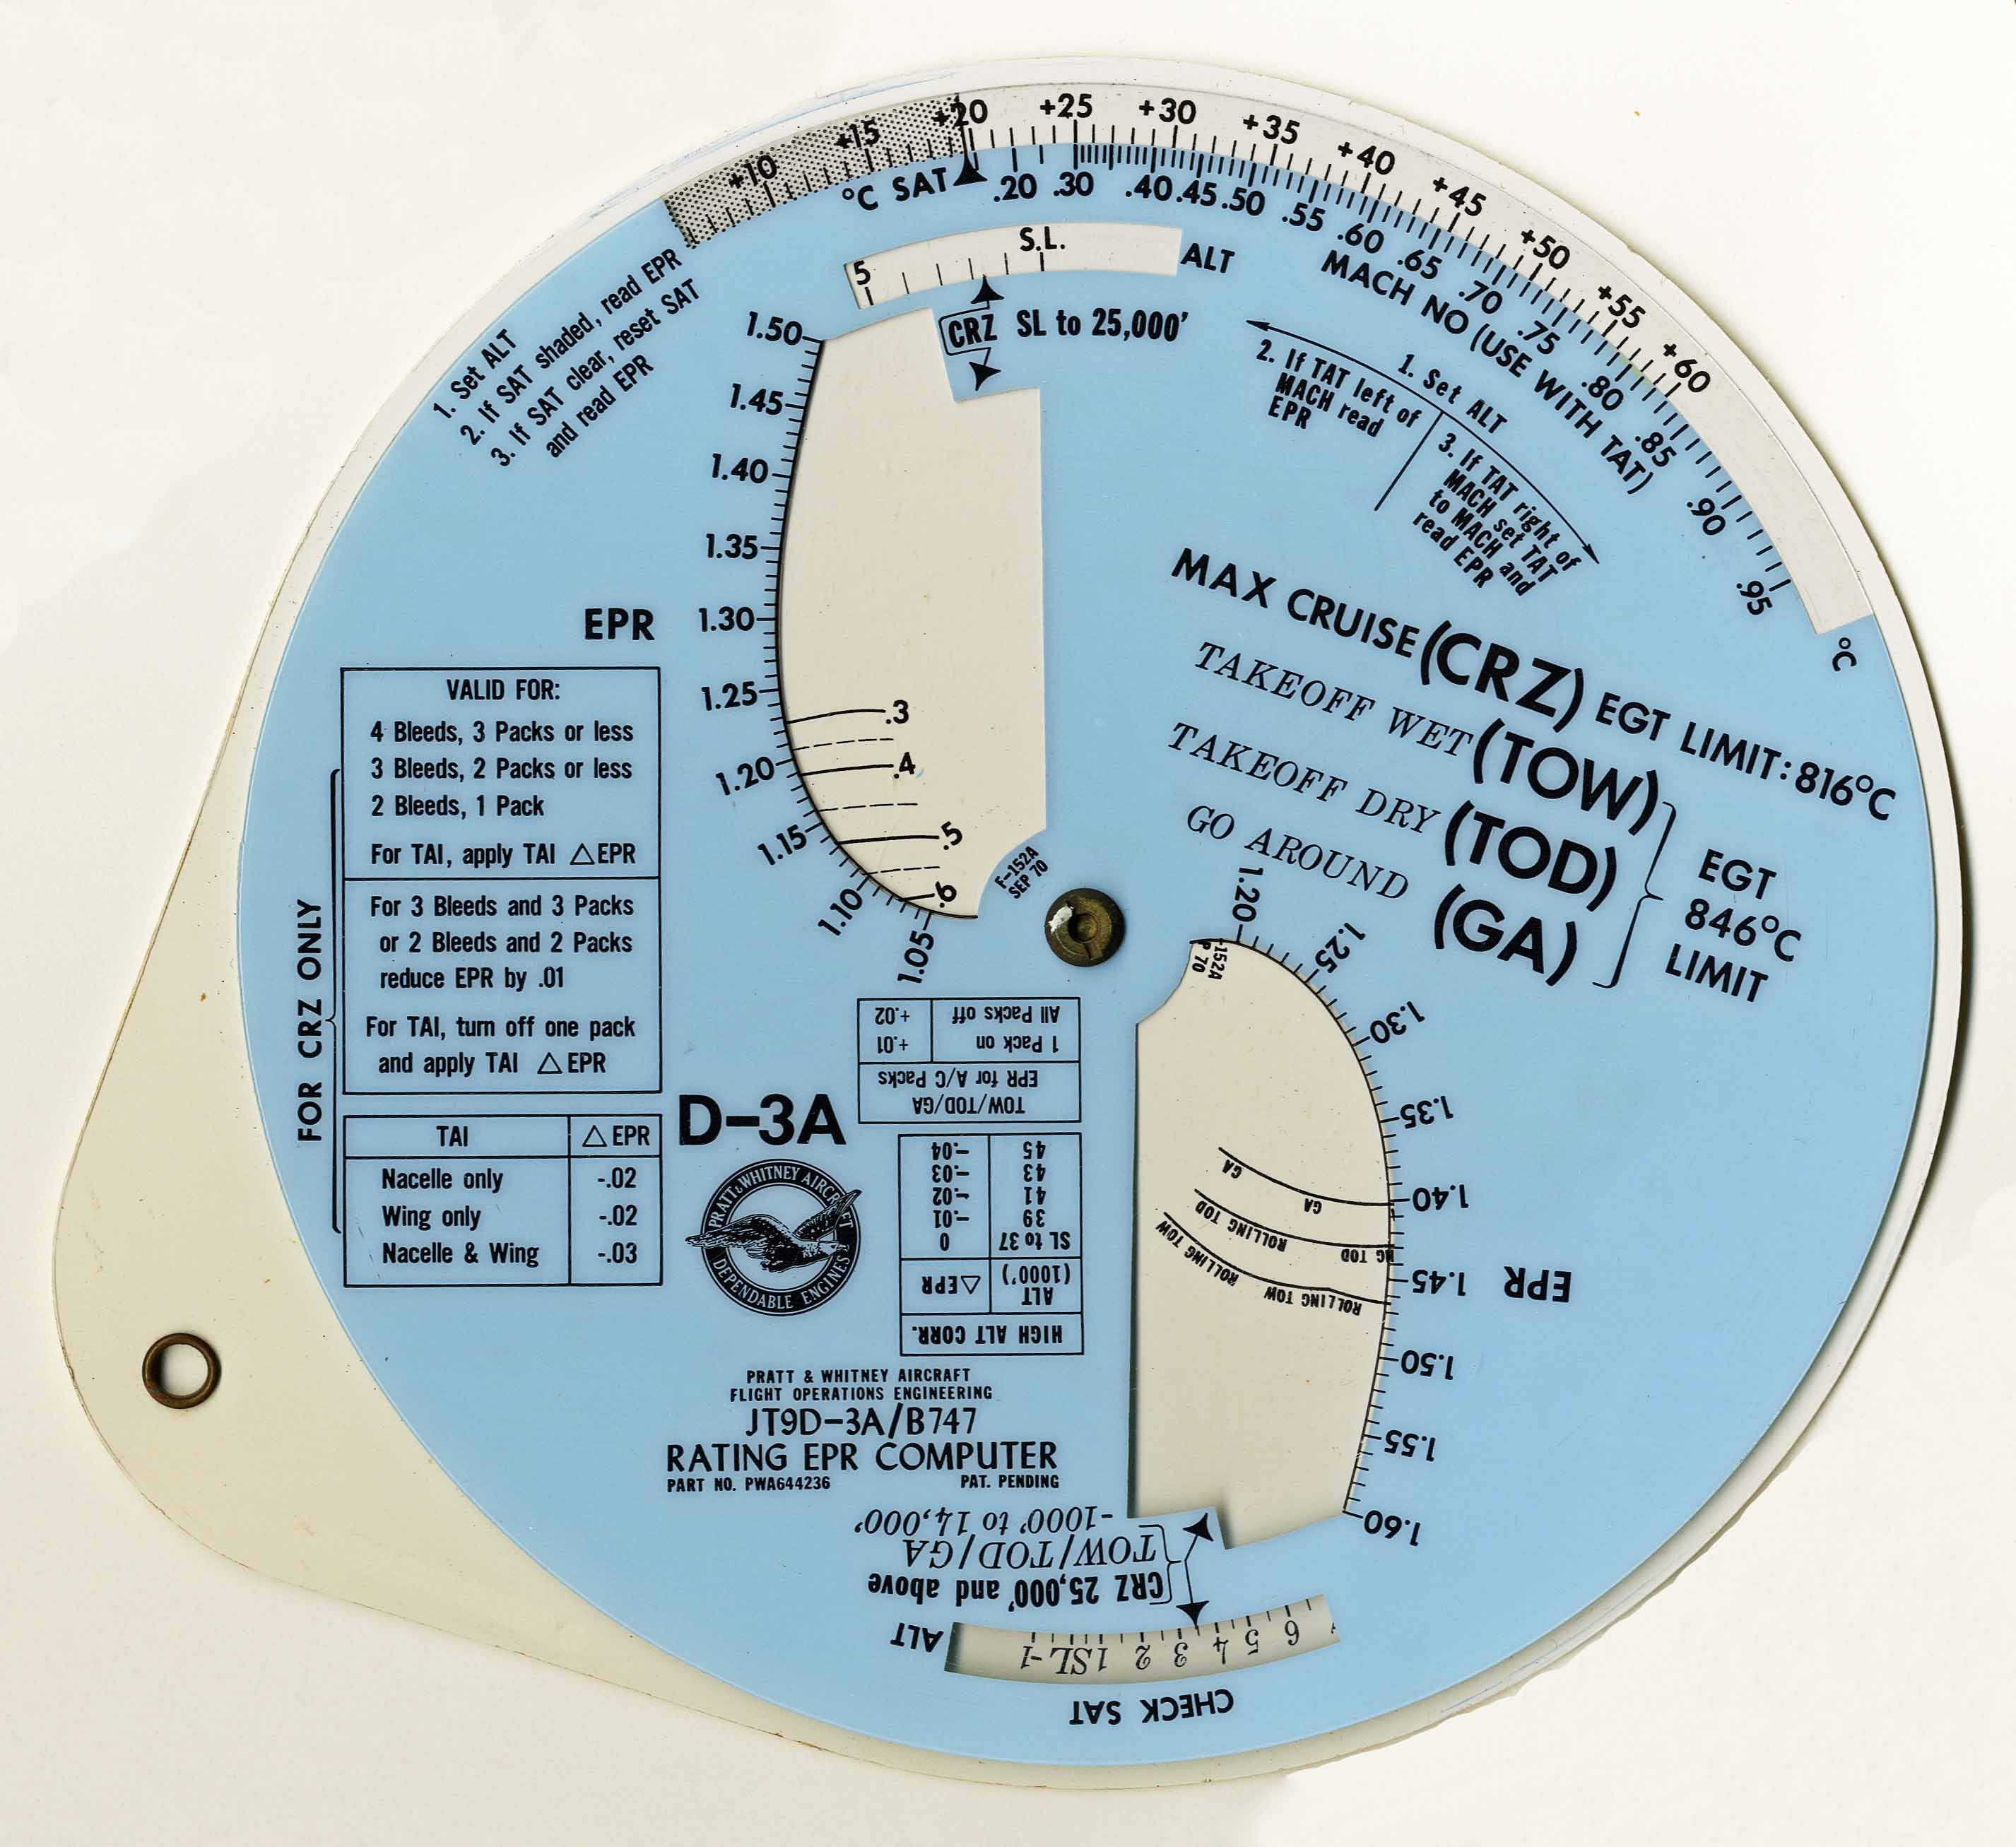 +10 +15 +20 +25 +30 +35 +40 +45 +50 +55 +60
°C SAT .20 .30 .40 .45 .50 .55 .60 .65 .70 .75 .80 .85 .90 .95 °C
MACH NO (USE WITH TAT)
1. Set ALT
2. If SAT shaded, read EPR
3. If SAT clear, reset SAT
and read EPR
5 S.L. ALT
CRZ SL to 25,000'
1. Set ALT
2. If TAT left of
MACH read
EPR
3. If TAT right of
MACH set TAT
to MACH and
read EPR
EPR
1.50
1.45
1.40
1.35
1.30
1.25
1.20
1.15
1.10
1.05
.3
.4
.5
.6
F-152A
SEP 70
MAX CRUISE (CRZ) EGT LIMIT: 816°C
TAKEOFF WET (TOW)
TAKEOFF DRY (TOD)
GO AROUND (GA)
EGT
846°C
LIMIT
FOR CRZ ONLY
VALID FOR:
4 Bleeds, 3 Packs or less
3 Bleeds, 2 Packs or less
2 Bleeds, 1 Pack
For TAI, apply TAI △EPR
For 3 Bleeds and 3 Packs
or 2 Bleeds and 2 Packs
reduce EPR by .01
For TAI, turn off one pack
and apply TAI △EPR
TAI △EPR
Nacelle only -.02
Wing only -.02
Nacelle & Wing -.03
D-3A
PRATT & WHITNEY AIRCRAFT
DEPENDABLE ENGINES
PRATT & WHITNEY AIRCRAFT
FLIGHT OPERATIONS ENGINEERING
JT9D-3A/B747
RATING EPR COMPUTER
PART NO. PWA644236 PAT. PENDING
HIGH ALT CORR.
ALT (1000') △EPR
SL to 37 0
39 -.01
41 -.02
43 -.03
45 -.04
TOW/TOD/GA
EPR for A/C Packs
1 Pack on +.01
All Packs off +.02
CHECK SAT
ALT
6 5 4 3 2 1 SL -1
CRZ 25,000' and above
TOW/TOD/GA
-1000' to 14,000'
EPR
1.60
1.55
1.50
1.45
1.40
1.35
1.30
1.25
1.20
ROLLING TOW ROLLING TOW
NG TOD ROLLING TOD
GA GA
-152A
P 70